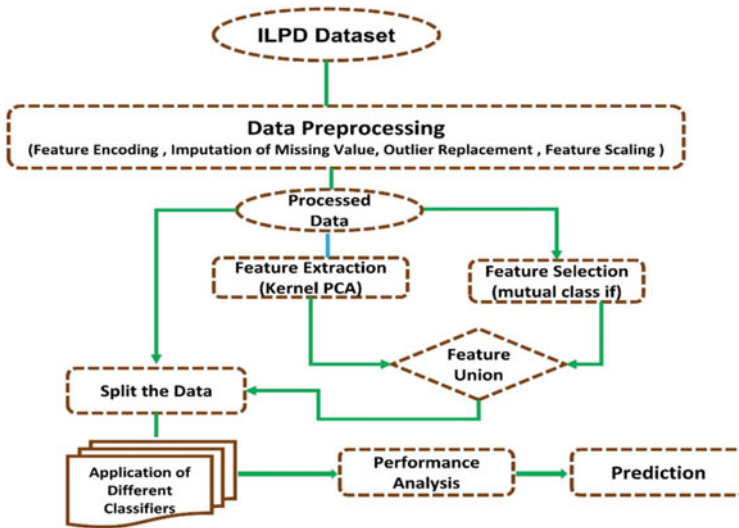 ILPD Dataset
Data Preprocessing
(Feature Encoding , Imputation of Missing Value, Outlier Replacement , Feature Scaling )
Processed
Data
Feature Extraction
(Kernel PCA)
Feature Selection
(mutual class if)
Feature
Union
Split the Data
Application of
Different
Classifiers
Performance
Analysis
Prediction